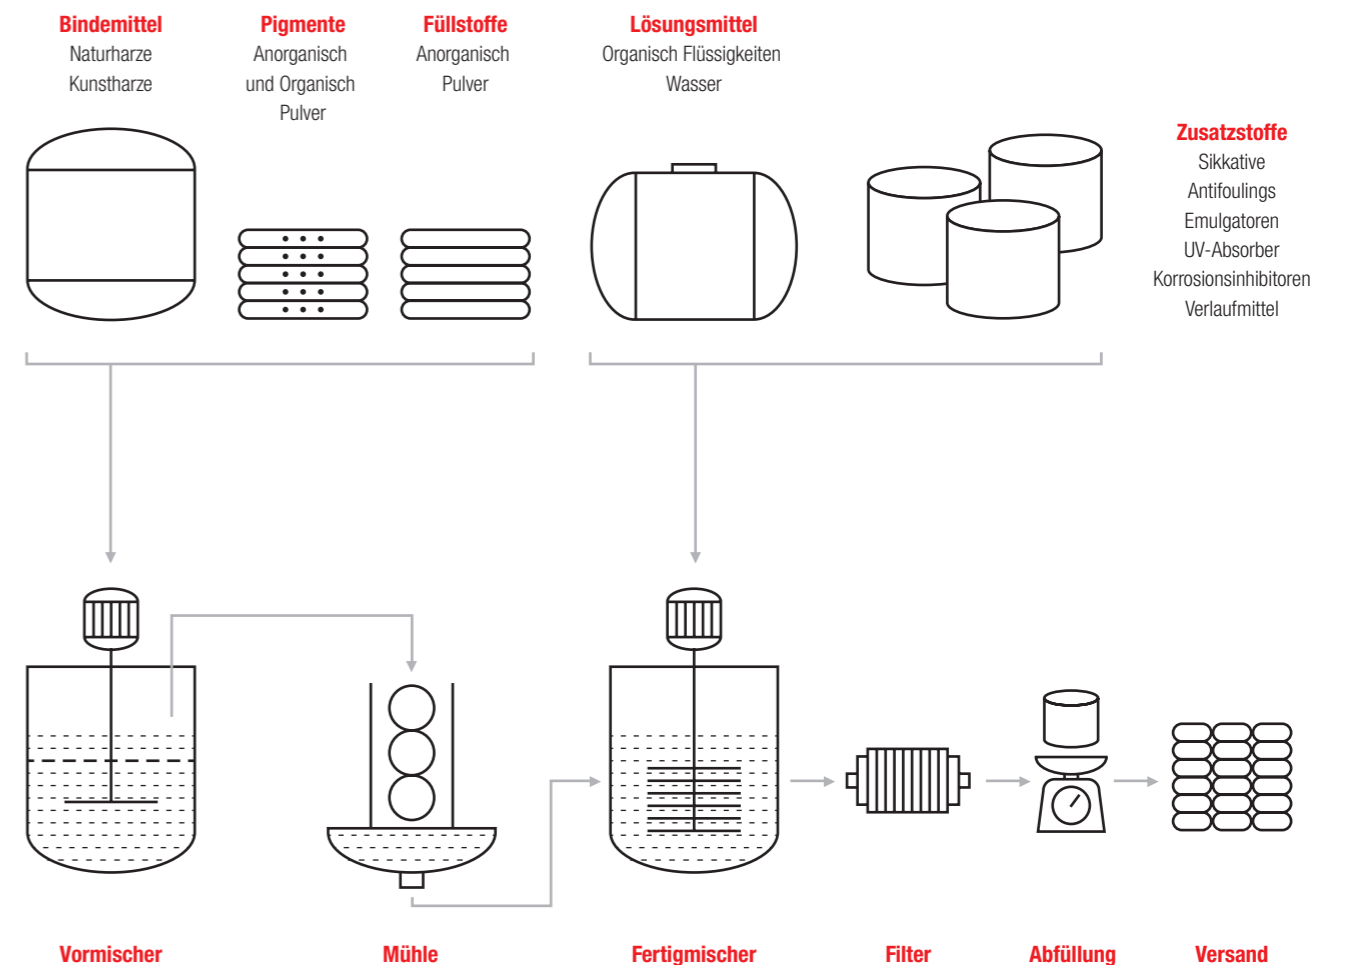 Bindemittel
Naturharze
Kunstharze
Pigmente
Anorganisch
und Organisch
Pulver
Füllstoffe
Anorganisch
Pulver
Lösungsmittel
Organisch Flüssigkeiten
Wasser
Zusatzstoffe
Sikkative
Antifoulings
Emulgatoren
UV-Absorber
Korrosionsinhibitoren
Verlaufmittel
Vormischer
Mühle
Fertigmischer
Filter
Abfüllung
Versand